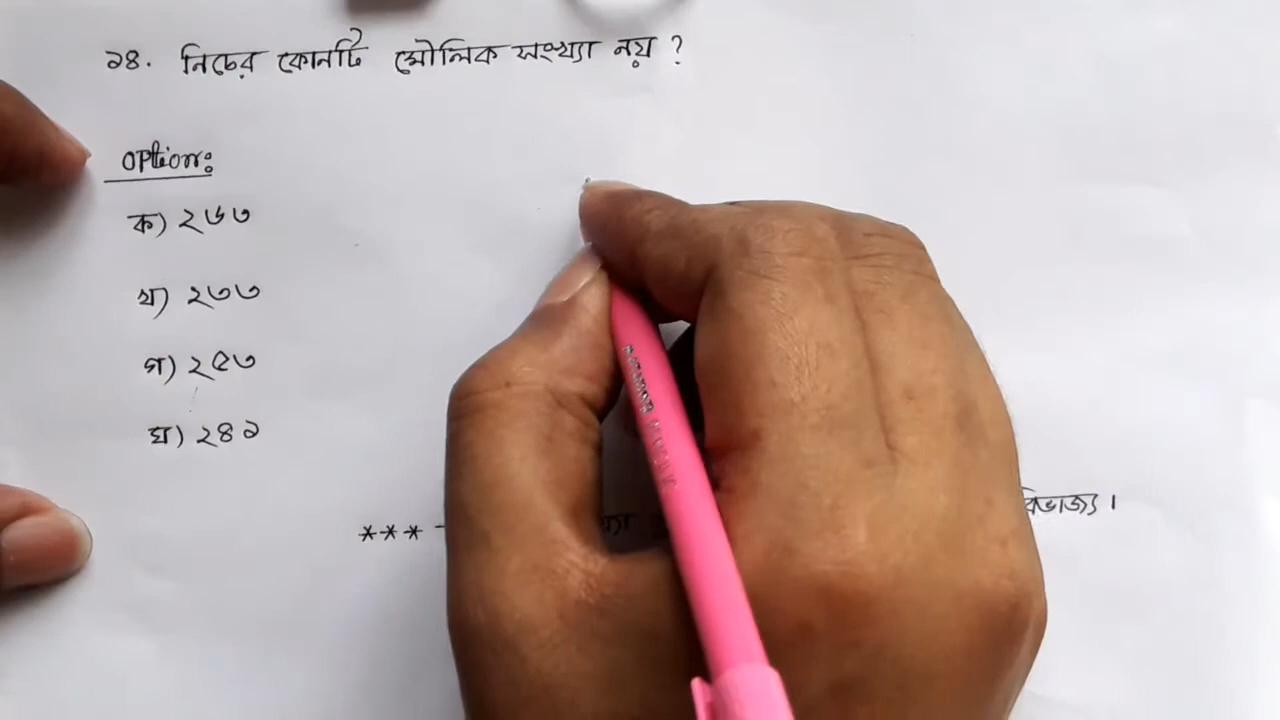 ১৪. নিচের কোনটি মৌলিক সংখ্যা নয় ?
Option:
ক) ২৬৩
খ) ২৩৩
গ) ২৫৩
ঘ) ২৪১
*** বিভাজ্য ।